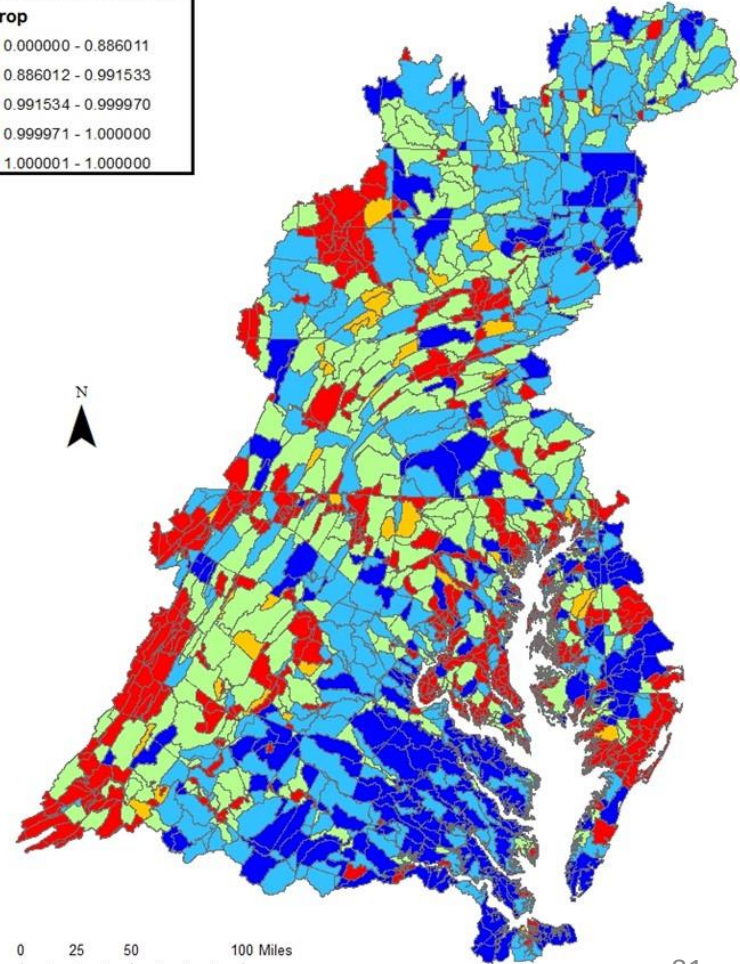 rop
0.000000 - 0.886011
0.886012 - 0.991533
0.991534 - 0.999970
0.999971 - 1.000000
1.000001 - 1.000000
N
0 25 50 100 Miles